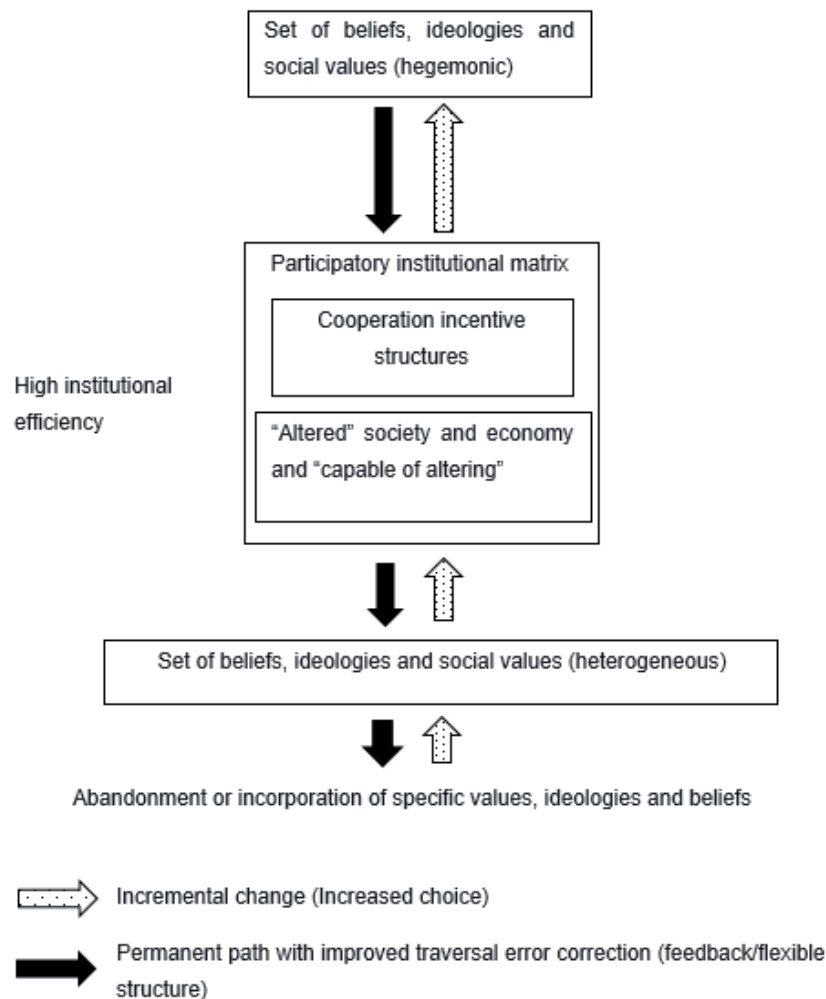 Set of beliefs, ideologies and
social values (hegemonic)
Participatory institutional matrix
Cooperation incentive
structures
High institutional
efficiency
“Altered” society and economy
and “capable of altering”
Set of beliefs, ideologies and social values (heterogeneous)
Abandonment or incorporation of specific values, ideologies and beliefs
Incremental change (Increased choice)
Permanent path with improved traversal error correction (feedback/flexible
structure)